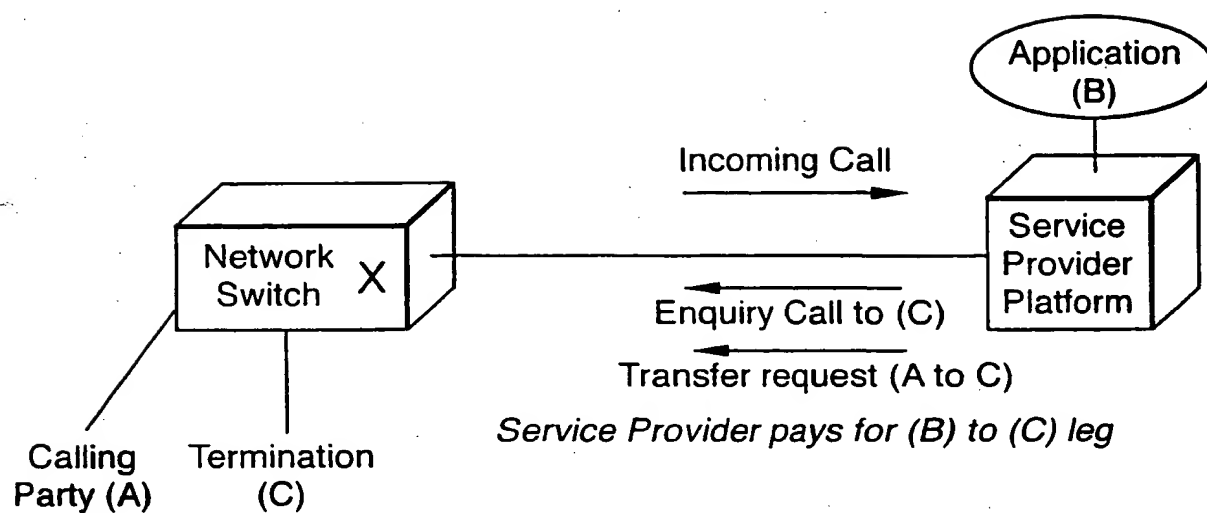 Application
(B)
Incoming Call
Network
Switch X
Service
Provider
Platform
Enquiry Call to (C)
Transfer request (A to C)
Service Provider pays for (B) to (C) leg
Calling
Party (A)
Termination
(C)